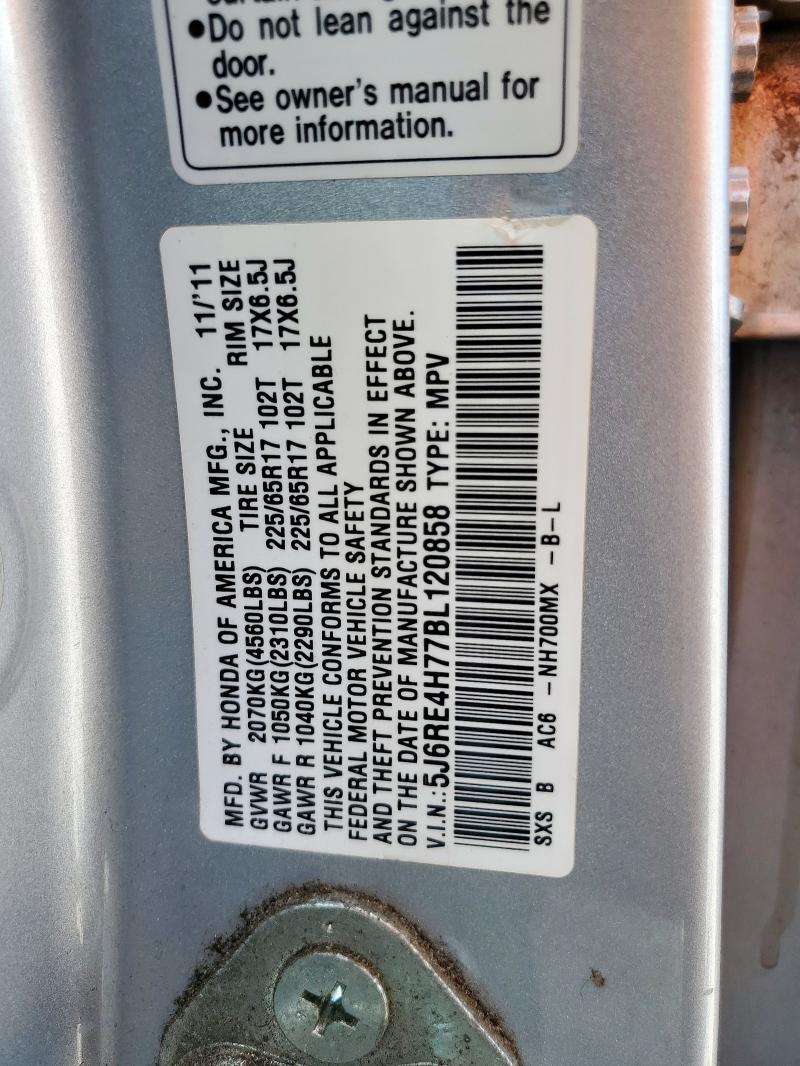 ●Do not lean against the
door.
●See owner's manual for
more information.
MFD. BY HONDA OF AMERICA MFG., INC. 11/'11
GVWR 2070KG(4560LBS) TIRE SIZE RIM SIZE
GAWR F 1050KG(2310LBS) 225/65R17 102T 17X6.5J
GAWR R 1040KG(2290LBS) 225/65R17 102T 17X6.5J
THIS VEHICLE CONFORMS TO ALL APPLICABLE
FEDERAL MOTOR VEHICLE SAFETY
AND THEFT PREVENTION STANDARDS IN EFFECT
ON THE DATE OF MANUFACTURE SHOWN ABOVE.
V.I.N.:5J6RE4H77BL120858 TYPE: MPV
SXS B AC6 -NH700MX -B-L